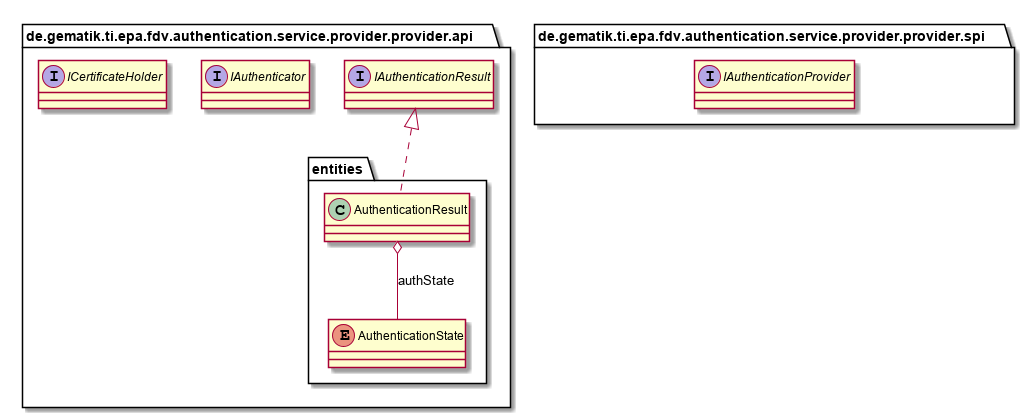 de.gematik.ti.epa.fdv.authentication.service.provider.provider.api
de.gematik.ti.epa.fdv.authentication.service.provider.provider.spi
I ICertificateHolder
I IAuthenticator
I IAuthenticationResult
I IAuthenticationProvider
entities
C AuthenticationResult
authState
E AuthenticationState